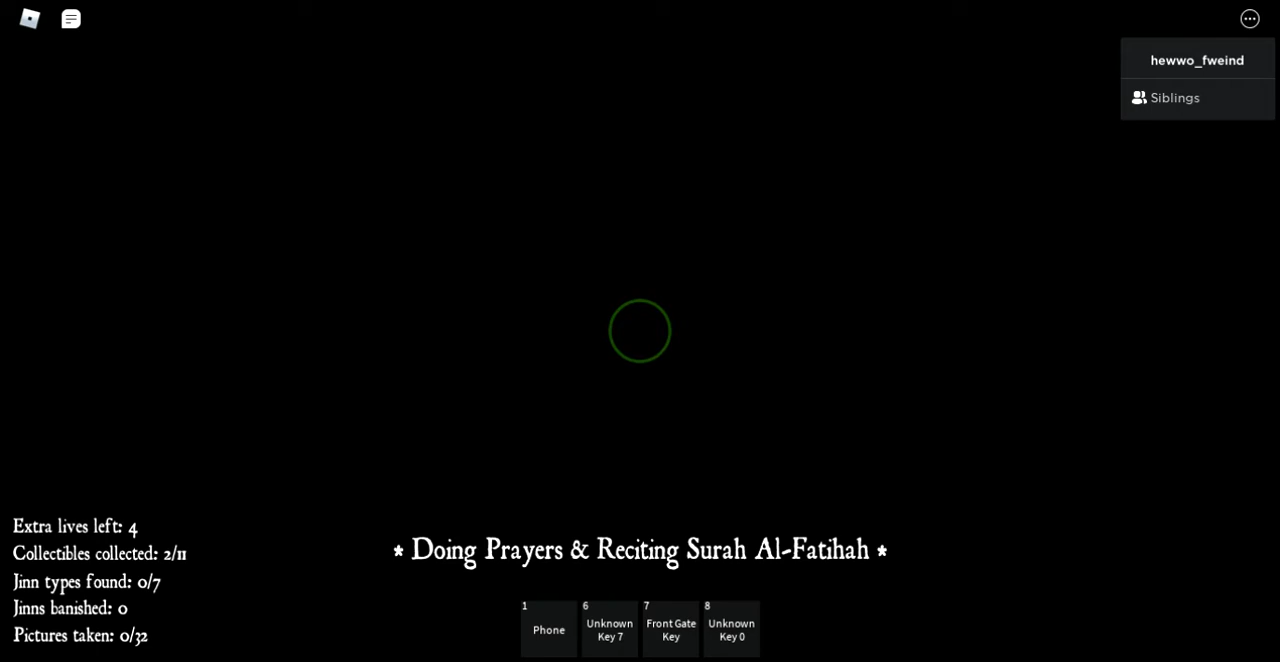 hewwo_fweind
Siblings
Extra lives left: 4
Collectibles collected: 2/11
Jinn types found: 0/7
Jinns banished: 0
Pictures taken: 0/32
* Doing Prayers & Reciting Surah Al-Fatihah *
1
Phone
6
Unknown
Key 7
7
Front Gate
Key
8
Unknown
Key 0